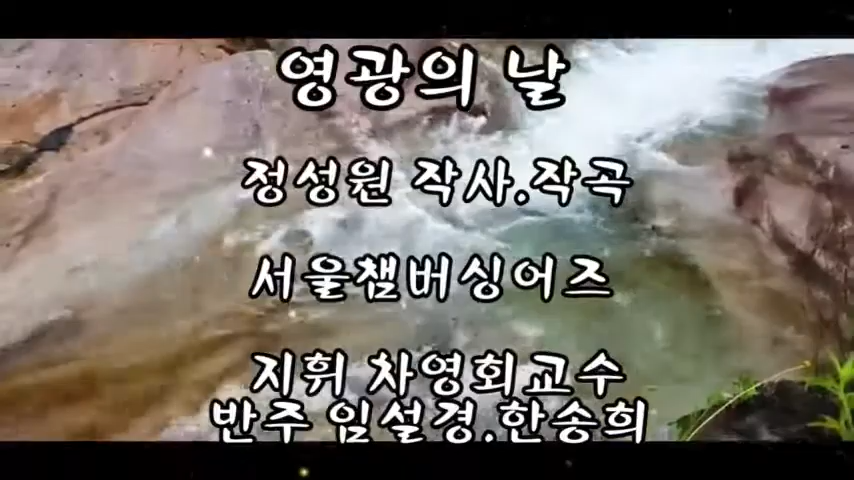 영광의 날
정성원 작사.작곡
서울챔버싱어즈
지휘 차영회교수
반주 임설경.한송희